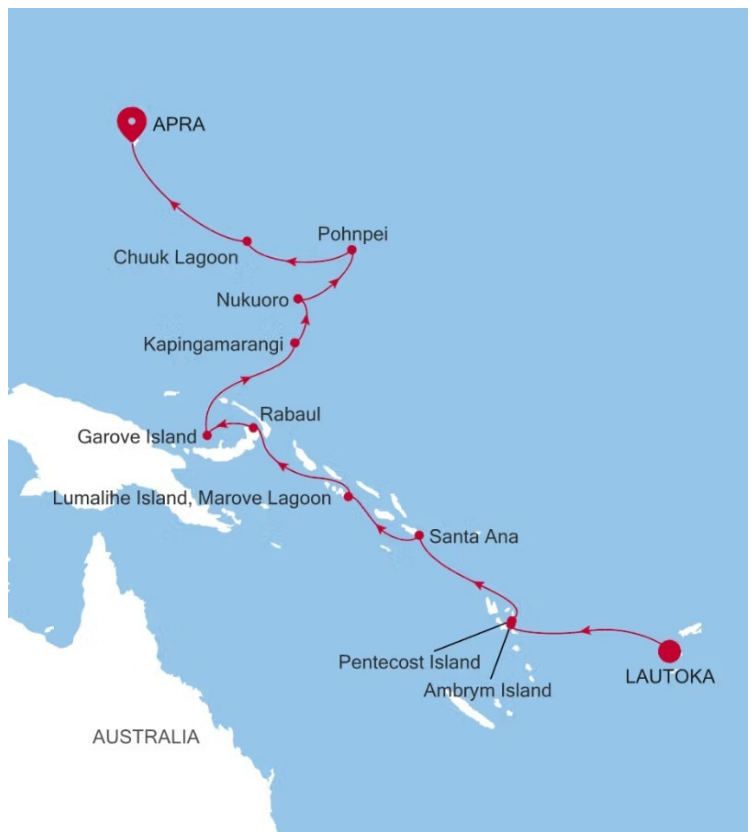 APRA
Pohnpei
Chuuk Lagoon
Nukuoro
Kapingamarangi
Rabaul
Garove Island
Lumalihe Island, Marove Lagoon
Santa Ana
Pentecost Island
LAUTOKA
Ambrym Island
AUSTRALIA